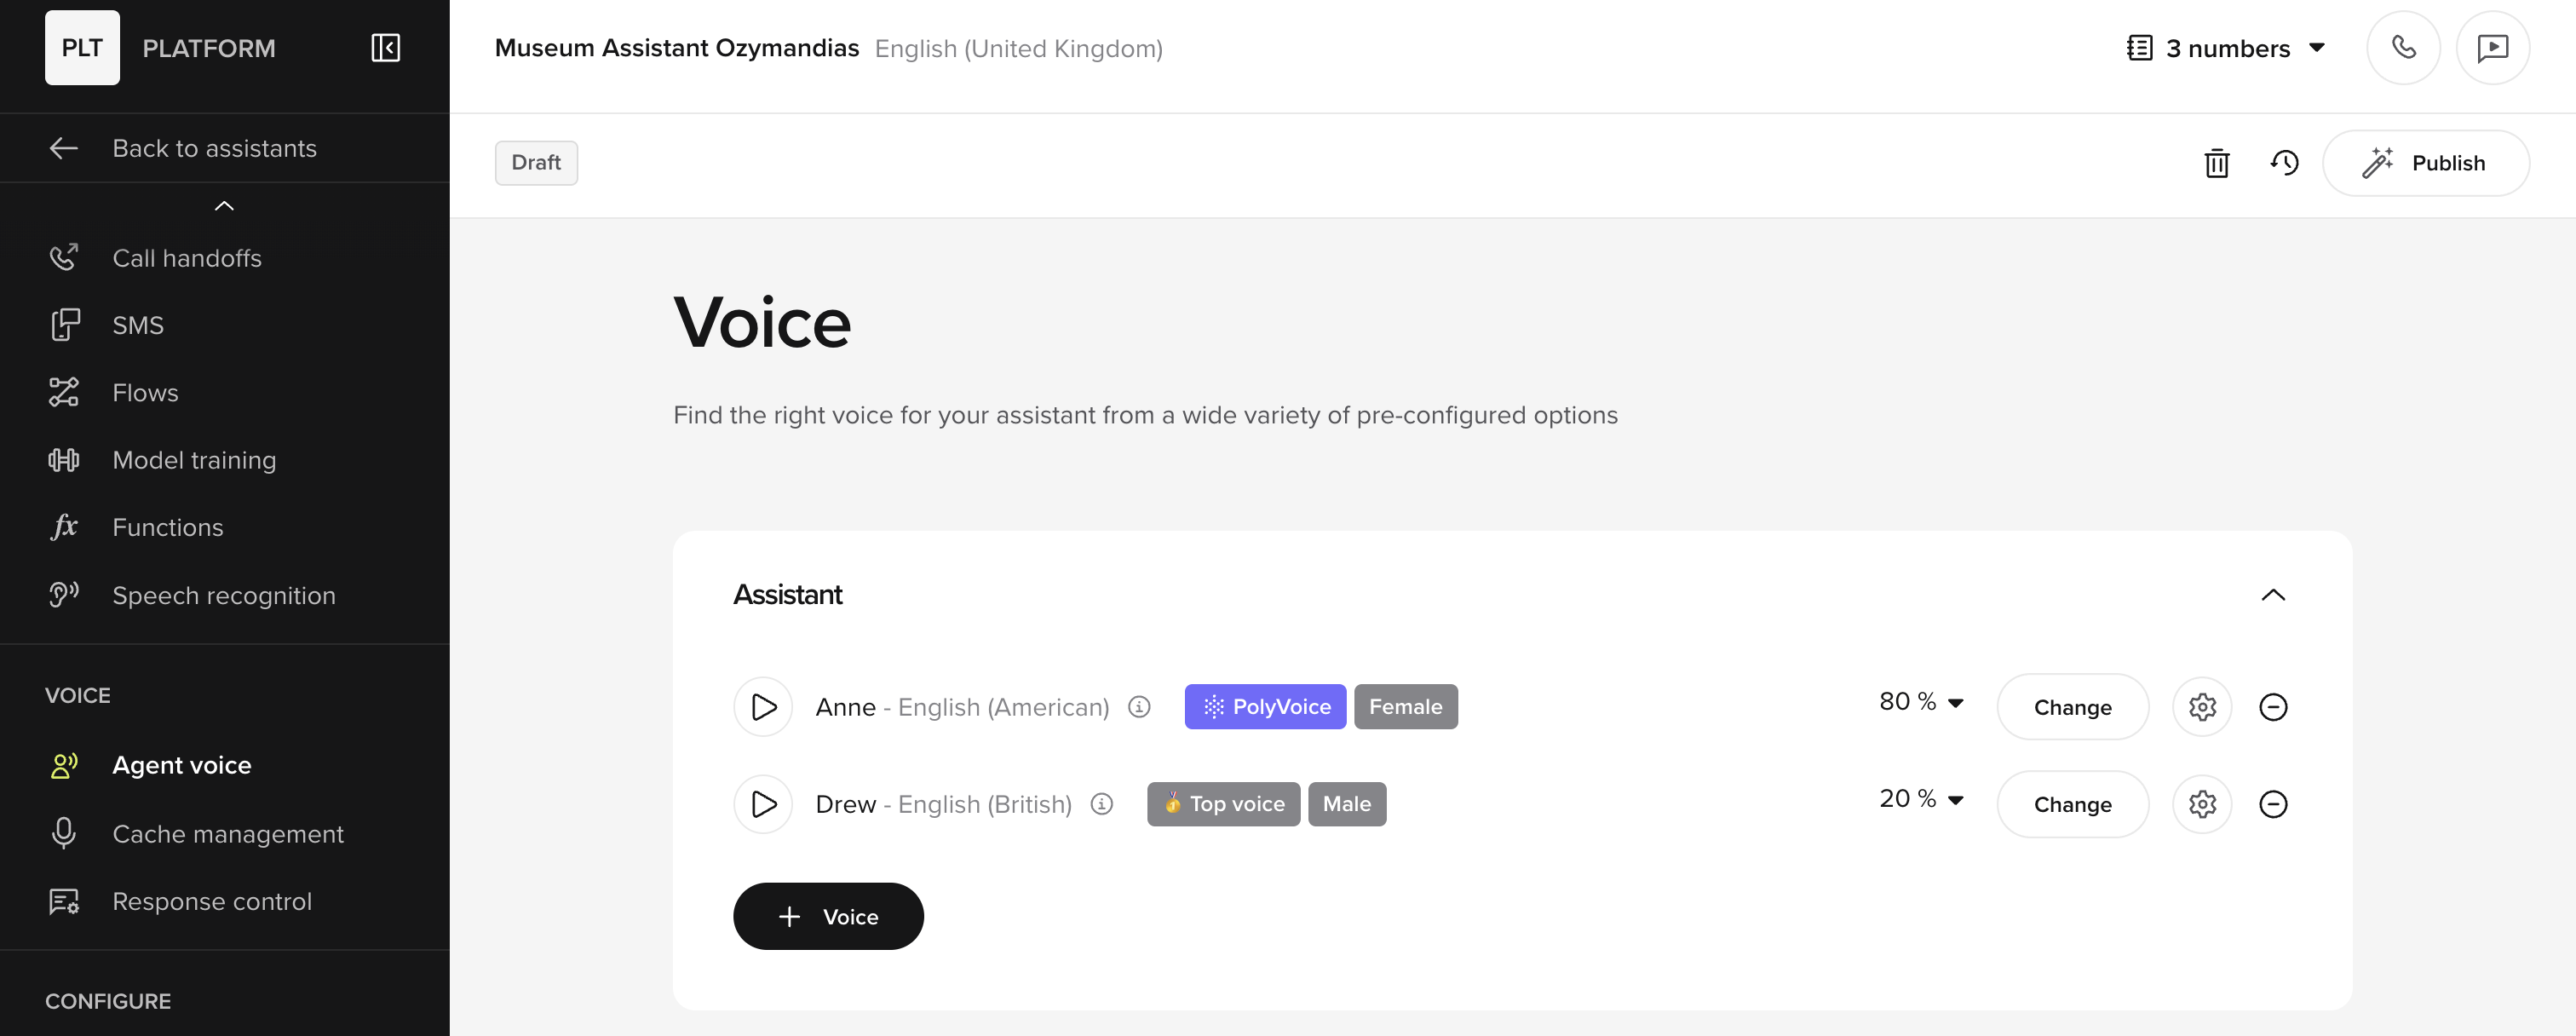 PLT PLATFORM
Back to assistants
Call handoffs
SMS
Flows
Model training
fx Functions
Speech recognition
VOICE
Agent voice
Cache management
Response control
CONFIGURE
Museum Assistant Ozymandias English (United Kingdom)
3 numbers
Draft
Publish
Voice
Find the right voice for your assistant from a wide variety of pre-configured options
Assistant
Anne - English (American) PolyVoice Female 80 % Change
Drew - English (British) Top voice Male 20 % Change
+ Voice